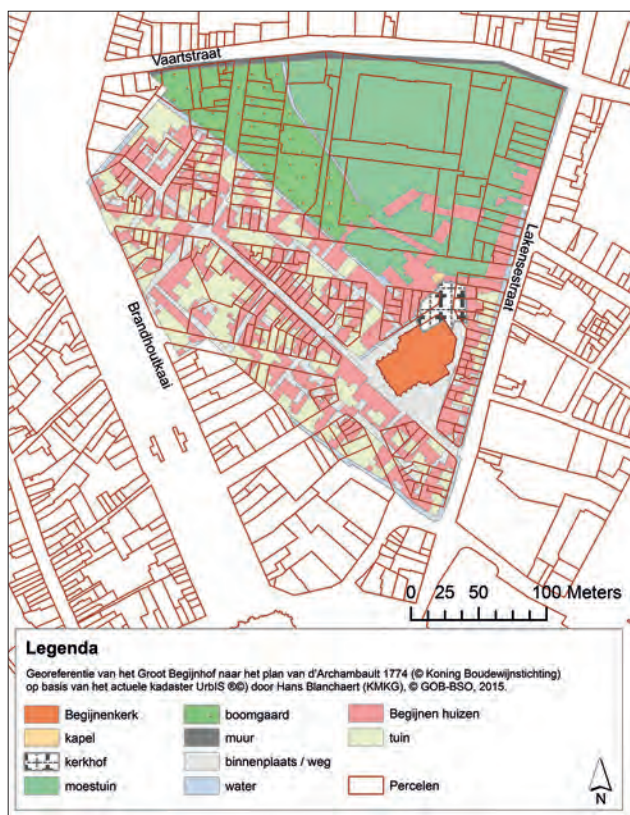 Vaartstraat
Lakensestraat
Brandhoutkaai
0 25 50 100 Meters
Legenda
Georeferentie van het Groot Begijnhof naar het plan van d'Archambault 1774 (© Koning Boudewijnstichting)
op basis van het actuele kadaster UrbIS ®©) door Hans Blanchaert (KMKG), © GOB-BSO, 2015.
Begijnenkerk
boomgaard
Begijnen huizen
kapel
muur
tuin
kerkhof
binnenplaats / weg
moestuin
water
Percelen
N